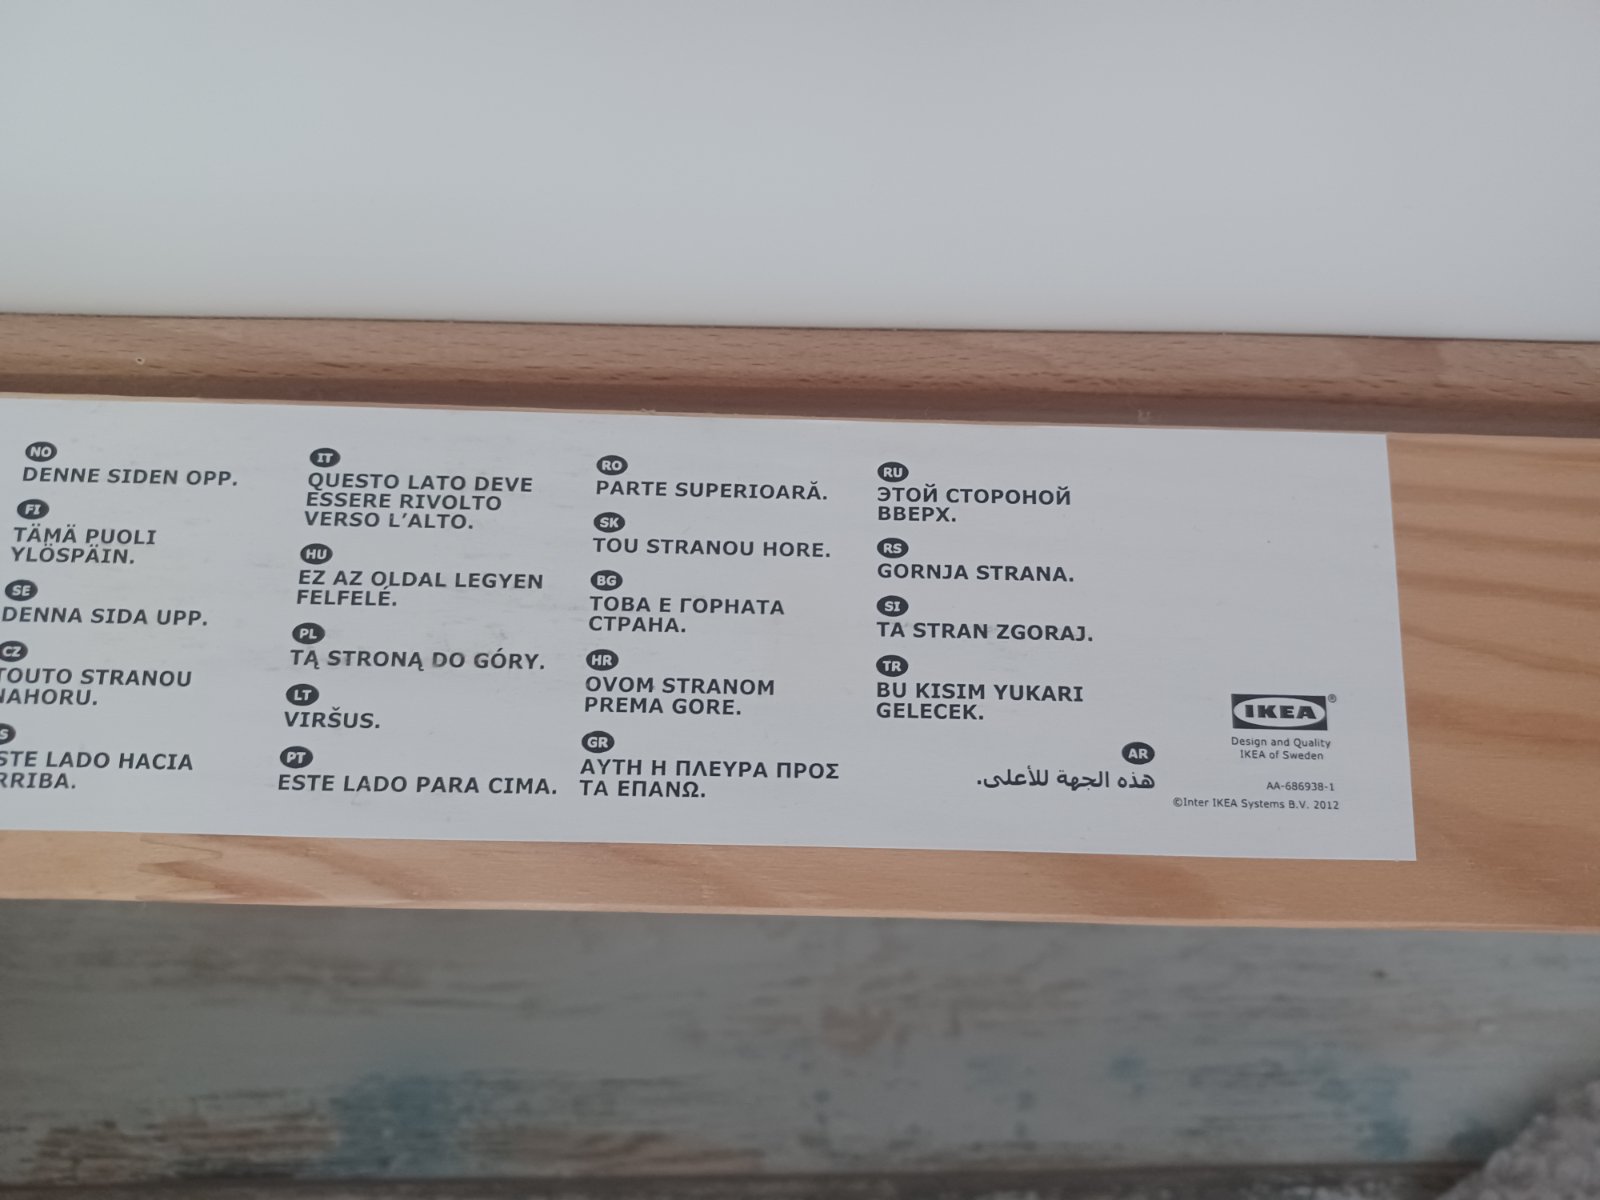 NO
DENNE SIDEN OPP.
FI
TÄMÄ PUOLI
YLÖSPÄIN.
SE
DENNA SIDA UPP.
CZ
TOUTO STRANOU
NAHORU.
STE LADO HACIA
RRIBA.
IT
QUESTO LATO DEVE
ESSERE RIVOLTO
VERSO L'ALTO.
HU
EZ AZ OLDAL LEGYEN
FELFELÉ.
PL
TĄ STRONĄ DO GÓRY.
LT
VIRŠUS.
PT
ESTE LADO PARA CIMA.
RO
PARTE SUPERIOARĂ.
SK
TOU STRANOU HORE.
BG
ТОВА Е ГОРНАТА
СТРАНА.
HR
OVOM STRANOM
PREMA GORE.
GR
ΑΥΤΗ Η ΠΛΕΥΡΑ ΠΡΟΣ
ΤΑ ΕΠΑΝΩ.
RU
ЭТОЙ СТОРОНОЙ
ВВЕРХ.
RS
GORNJA STRANA.
SI
TA STRAN ZGORAJ.
TR
BU KISIM YUKARI
GELECEK.
AR
هذه الجهة للأعلى.
IKEA®
Design and Quality
IKEA of Sweden
AA-686938-1
©Inter IKEA Systems B.V. 2012